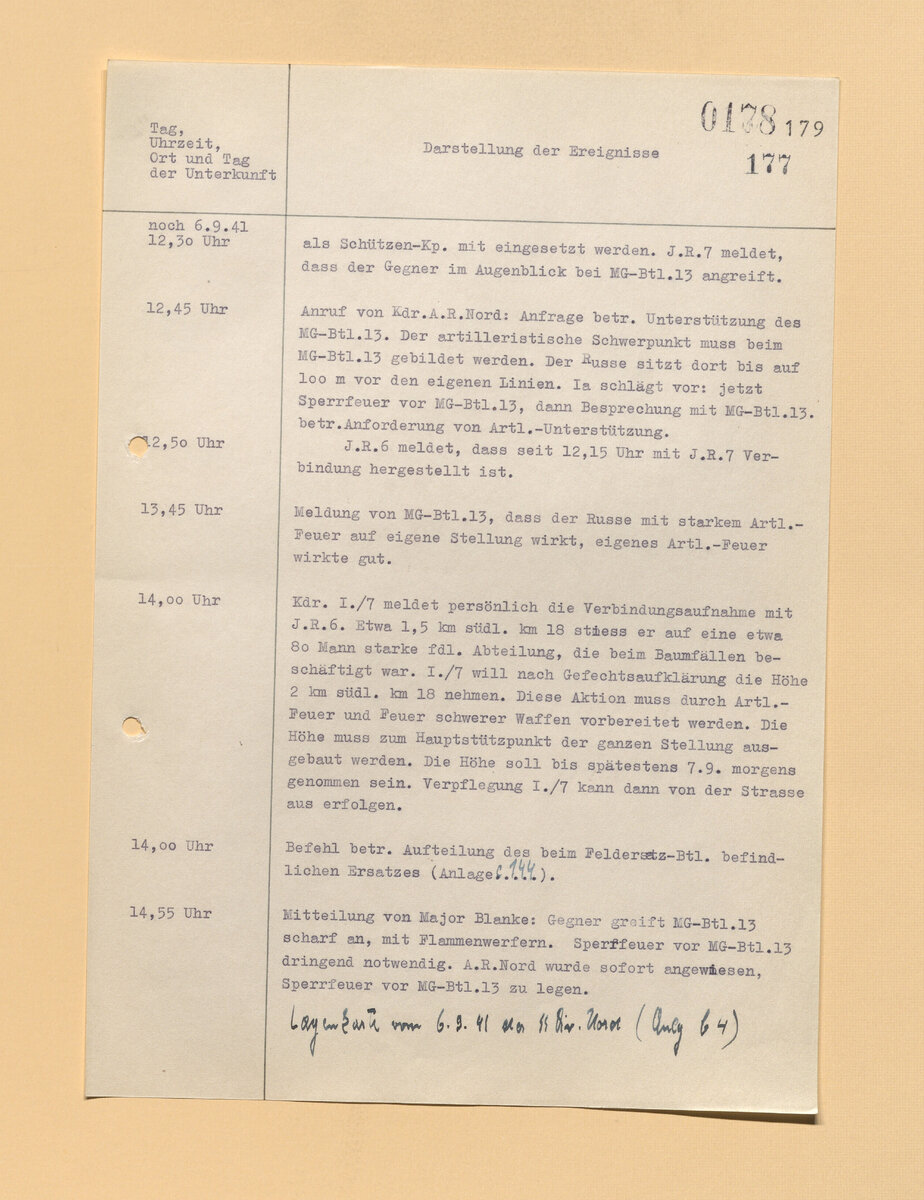 0178 179
177
Tag,
Uhrzeit,
Ort und Tag
der Unterkunft
Darstellung der Ereignisse
noch 6.9.41
12,3o Uhr
als Schützen-Kp. mit eingesetzt werden. J.R.7 meldet,
dass der Gegner im Augenblick bei MG-Btl.13 angreift.
12,45 Uhr
Anruf von Kdr.A.R.Nord: Anfrage betr. Unterstützung des
MG-Btl.13. Der artilleristische Schwerpunkt muss beim
MG-Btl.13 gebildet werden. Der Russe sitzt dort bis auf
1oo m vor den eigenen Linien. Ia schlägt vor: jetzt
Sperrfeuer vor MG-Btl.13, dann Besprechung mit MG-Btl.13.
betr.Anforderung von Artl.-Unterstützung.
12,5o Uhr
J.R.6 meldet, dass seit 12,15 Uhr mit J.R.7 Ver-
bindung hergestellt ist.
13,45 Uhr
Meldung von MG-Btl.13, dass der Russe mit starkem Artl.-
Feuer auf eigene Stellung wirkt, eigenes Artl.-Feuer
wirkte gut.
14,oo Uhr
Kdr. I./7 meldet persönlich die Verbindungsaufnahme mit
J.R.6. Etwa 1,5 km südl. km 18 stiess er auf eine etwa
8o Mann starke fdl. Abteilung, die beim Baumfällen be-
schäftigt war. I./7 will nach Gefechtsaufklärung die Höhe
2 km südl. km 18 nehmen. Diese Aktion muss durch Artl.-
Feuer und Feuer schwerer Waffen vorbereitet werden. Die
Höhe muss zum Hauptstützpunkt der ganzen Stellung aus-
gebaut werden. Die Höhe soll bis spätestens 7.9. morgens
genommen sein. Verpflegung I./7 kann dann von der Strasse
aus erfolgen.
14,oo Uhr
Befehl betr. Aufteilung des beim Feldersatz-Btl. befind-
lichen Ersatzes (Anlage C.144.).
14,55 Uhr
Mitteilung von Major Blanke: Gegner greift MG-Btl.13
scharf an, mit Flammenwerfern. Sperrfeuer vor MG-Btl.13
dringend notwendig. A.R.Nord wurde sofort angewiesen,
Sperrfeuer vor MG-Btl.13 zu legen.
Lagenkarte vom 6.9.41 der SS Div. Nord (Anlg C 4)